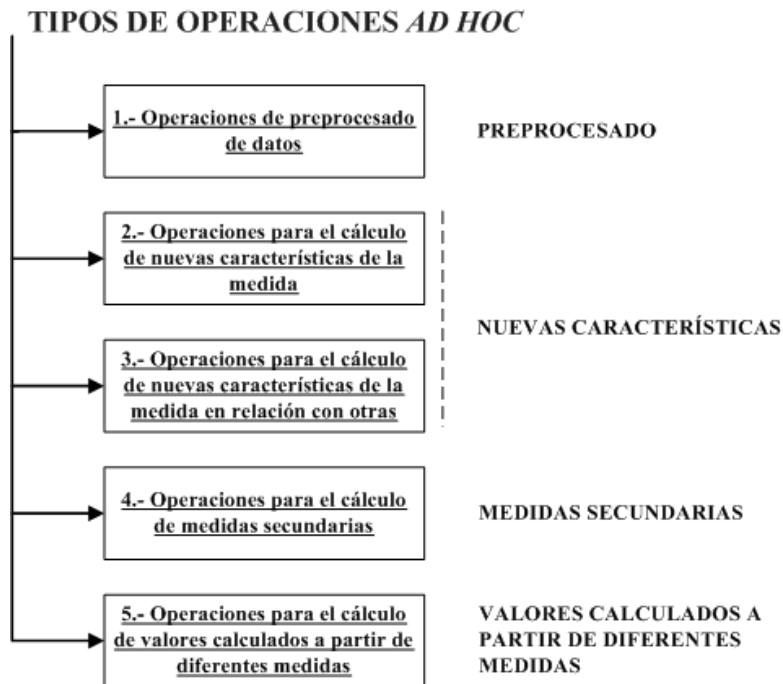 TIPOS DE OPERACIONES AD HOC
1.- Operaciones de preprocesado
de datos
PREPROCESADO
2.- Operaciones para el cálculo
de nuevas características de la
medida
3.- Operaciones para el cálculo
de nuevas características de la
medida en relación con otras
NUEVAS CARACTERÍSTÍCAS
4.- Operaciones para el cálculo
de medidas secundarias
MEDIDAS SECUNDARIAS
5.- Operaciones para el cálculo
de valores calculados a partir de
diferentes medidas
VALORES CALCULADOS A
PARTIR DE DIFERENTES
MEDIDAS